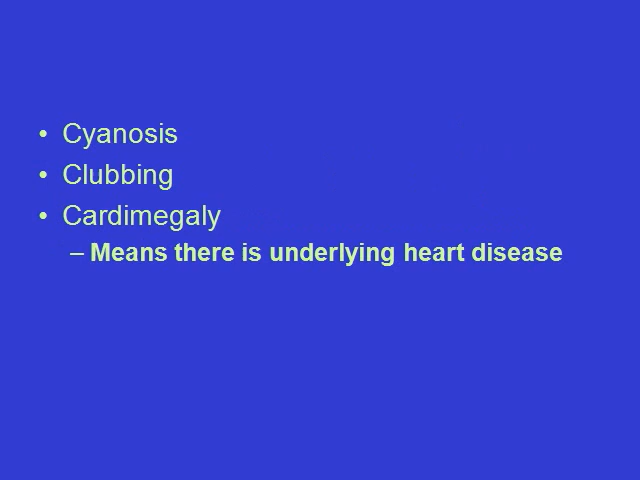 • Cyanosis
• Clubbing
• Cardimegaly
– Means there is underlying heart disease